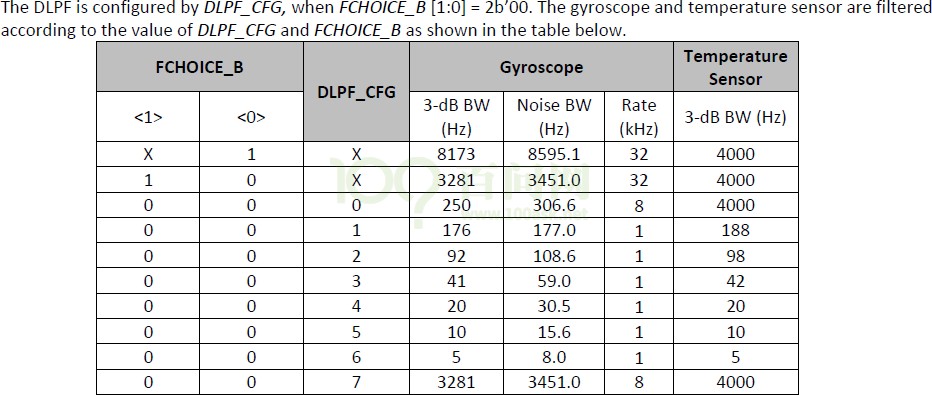 The DLPF is configured by DLPF_CFG, when FCHOICE_B [1:0] = 2b’00. The gyroscope and temperature sensor are filtered
according to the value of DLPF_CFG and FCHOICE_B as shown in the table below.
FCHOICE_B DLPF_CFG Gyroscope Temperature Sensor
<1> <0> 3-dB BW (Hz) Noise BW (Hz) Rate (kHz) 3-dB BW (Hz)
X 1 X 8173 8595.1 32 4000
1 0 X 3281 3451.0 32 4000
0 0 0 250 306.6 8 4000
0 0 1 176 177.0 1 188
0 0 2 92 108.6 1 98
0 0 3 41 59.0 1 42
0 0 4 20 30.5 1 20
0 0 5 10 15.6 1 10
0 0 6 5 8.0 1 5
0 0 7 3281 3451.0 8 4000